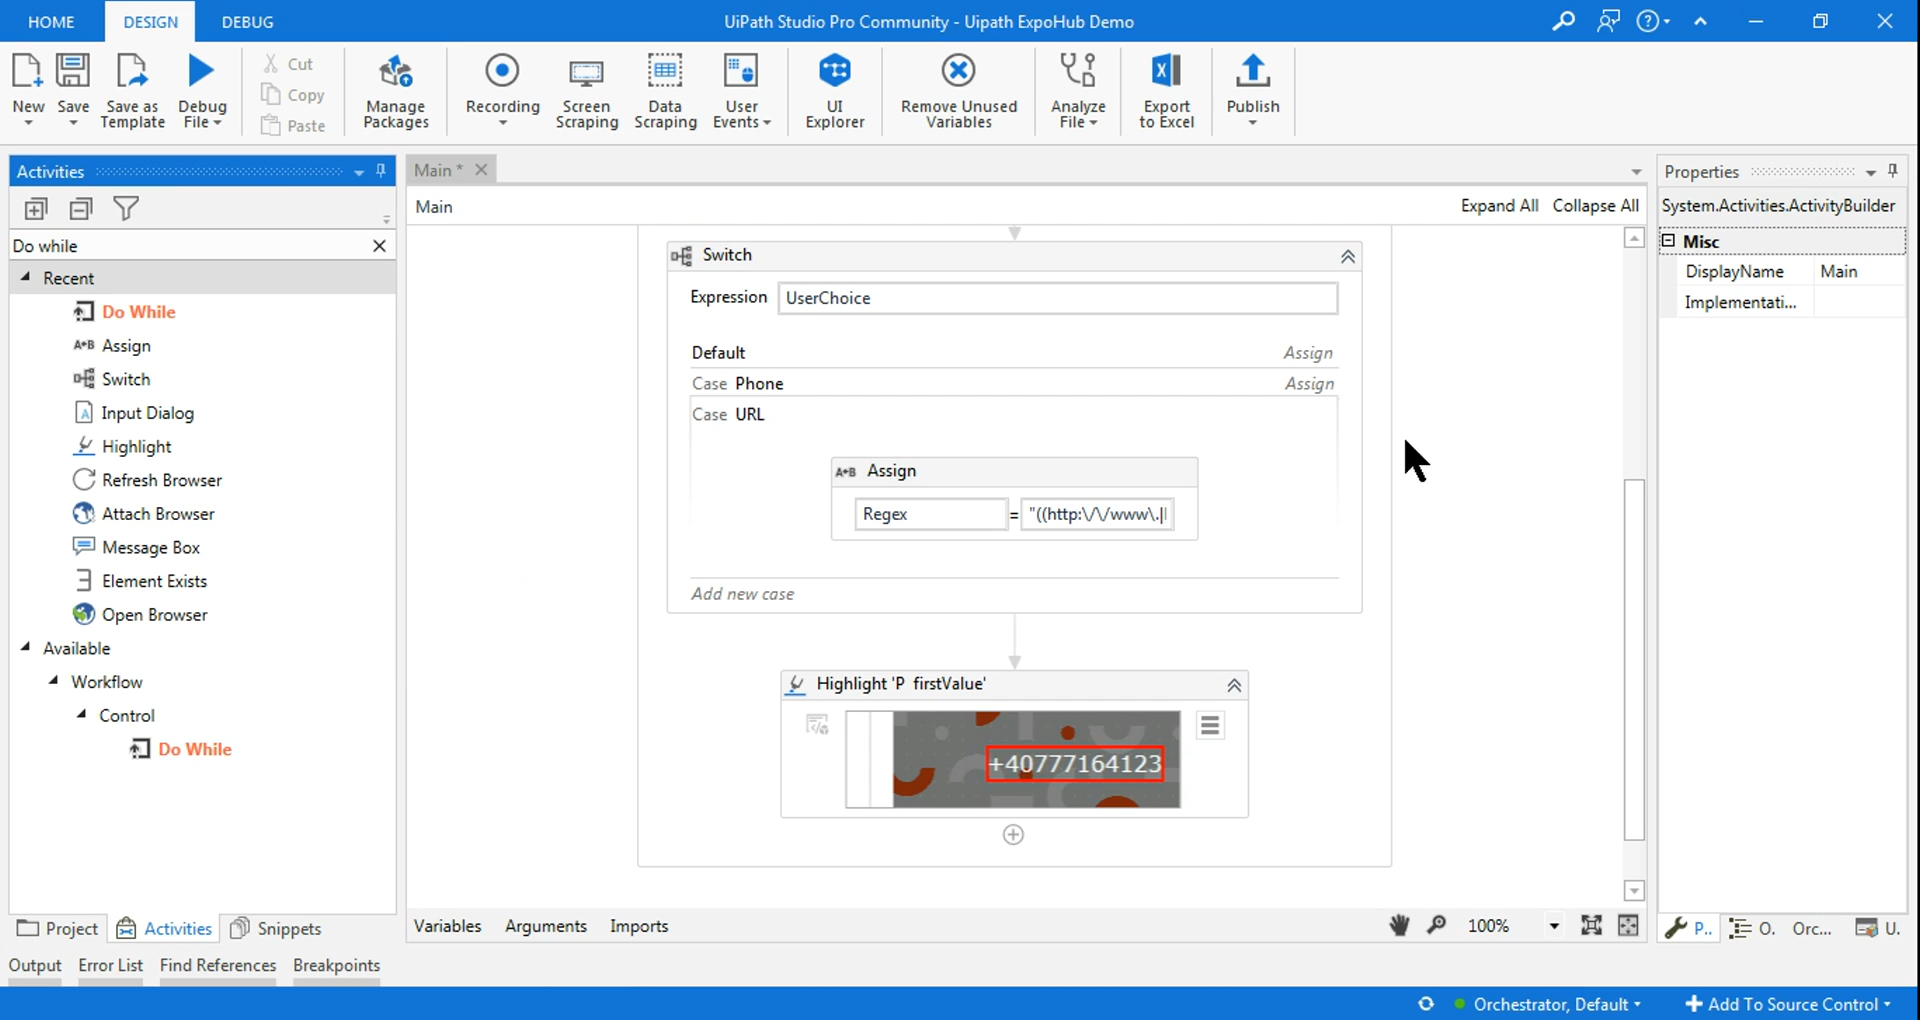 HOME DESIGN DEBUG UiPath Studio Pro Community - Uipath ExpoHub Demo
New Save Save as Template Debug File Cut Copy Paste Manage Packages Recording Screen Scraping Data Scraping User Events UI Explorer Remove Unused Variables Analyze File Export to Excel Publish
Activities
Do while
Recent
Do While
Assign
Switch
Input Dialog
Highlight
Refresh Browser
Attach Browser
Message Box
Element Exists
Open Browser
Available
Workflow
Control
Do While
Project Activities Snippets
Main *
Main Expand All Collapse All
Switch
Expression UserChoice
Default Assign
Case Phone Assign
Case URL
A+B Assign
Regex = "((http:\/\/www\.|
Add new case
Highlight 'P firstValue'
+40777164123
Variables Arguments Imports 100%
Properties
System.Activities.ActivityBuilder
Misc
DisplayName Main
Implementati...
P.. O. Orc... U.
Output Error List Find References Breakpoints
Orchestrator, Default Add To Source Control